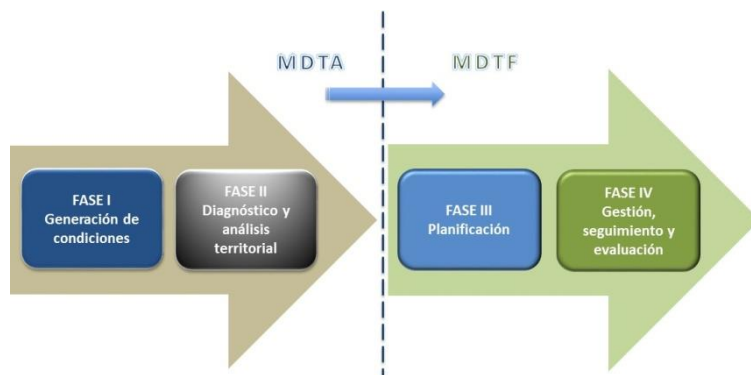 MDTA
MDTF
FASE I
Generación de
condiciones
FASE II
Diagnóstico y
análisis
territorial
FASE III
Planificación
FASE IV
Gestión,
seguimiento y
evaluación